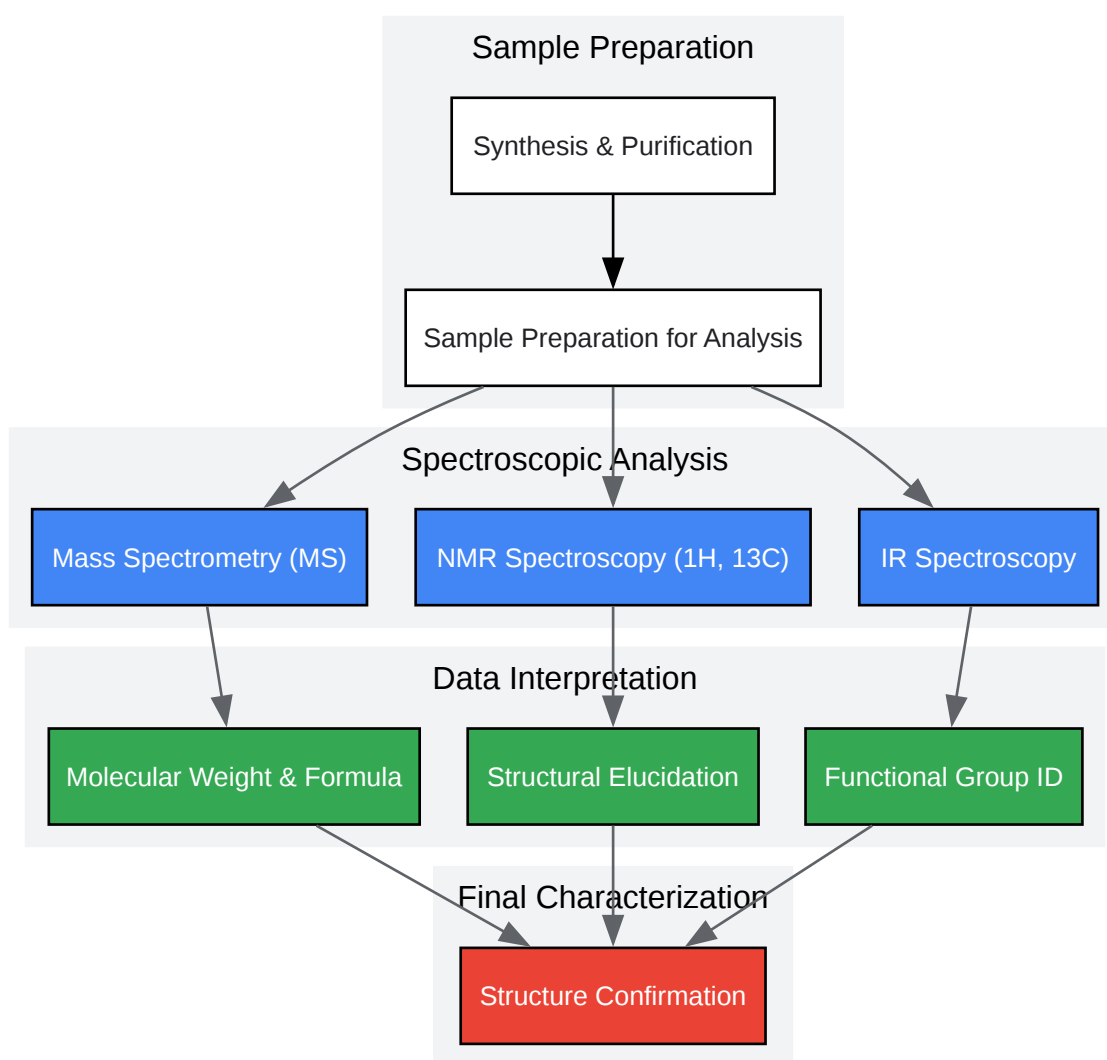 Sample Preparation
Synthesis & Purification
Sample Preparation for Analysis
Spectroscopic Analysis
Mass Spectrometry (MS)
NMR Spectroscopy (1H, 13C)
IR Spectroscopy
Data Interpretation
Molecular Weight & Formula
Structural Elucidation
Functional Group ID
Final Characterization
Structure Confirmation